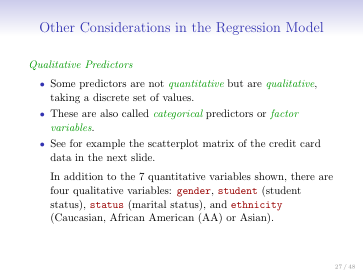 Other Considerations in the Regression Model
Qualitative Predictors
• Some predictors are not quantitative but are qualitative,
taking a discrete set of values.
• These are also called categorical predictors or factor
variables.
• See for example the scatterplot matrix of the credit card
data in the next slide.
In addition to the 7 quantitative variables shown, there are
four qualitative variables: gender, student (student
status), status (marital status), and ethnicity
(Caucasian, African American (AA) or Asian).
27 / 48